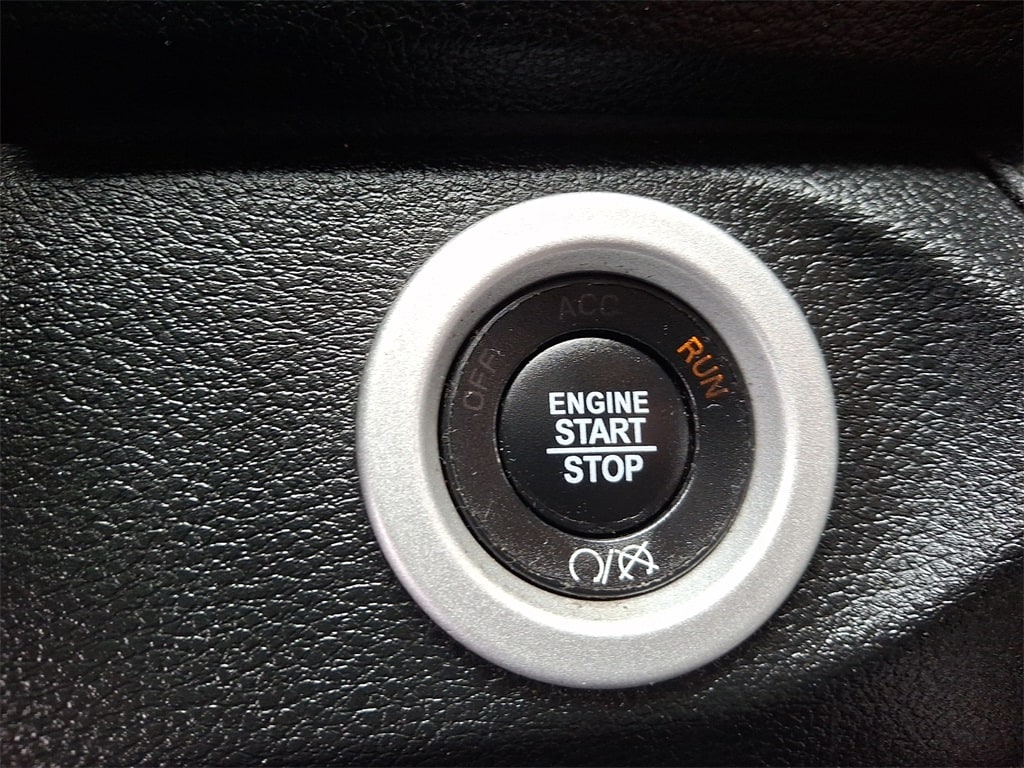 ACC
OFF
RUN
ENGINE
START
STOP